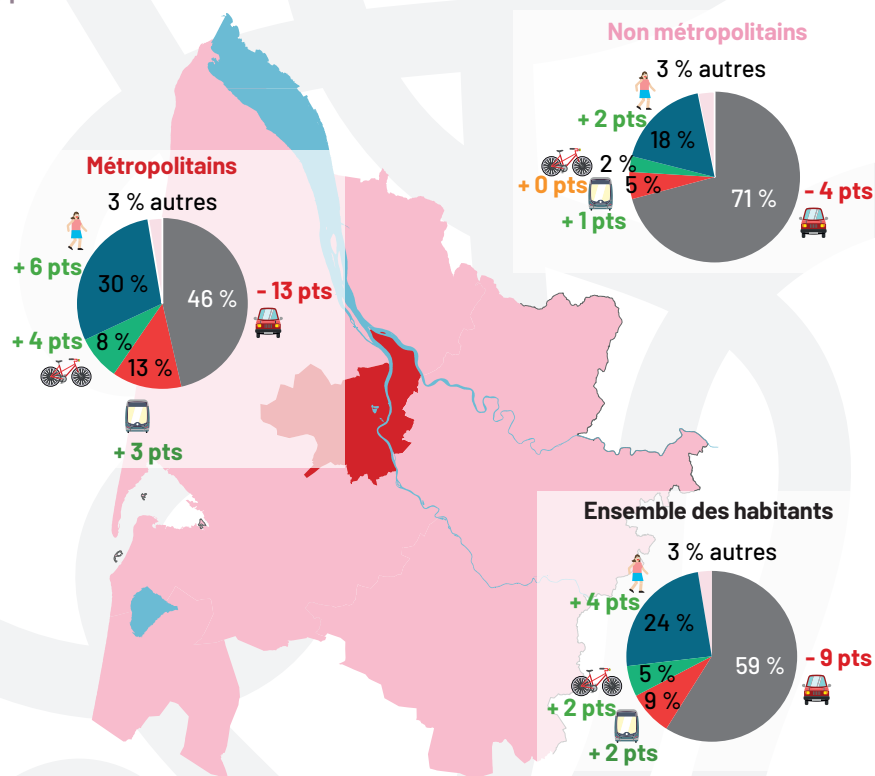 Non métropolitains
3 % autres
+ 2 pts
18 %
2 %
+ 0 pts
5 %
+ 1 pts
71 %
- 4 pts
Métropolitains
3 % autres
+ 6 pts
30 %
46 %
- 13 pts
+ 4 pts
8 %
13 %
+ 3 pts
Ensemble des habitants
3 % autres
+ 4 pts
24 %
59 %
- 9 pts
5 %
9 %
+ 2 pts
+ 2 pts